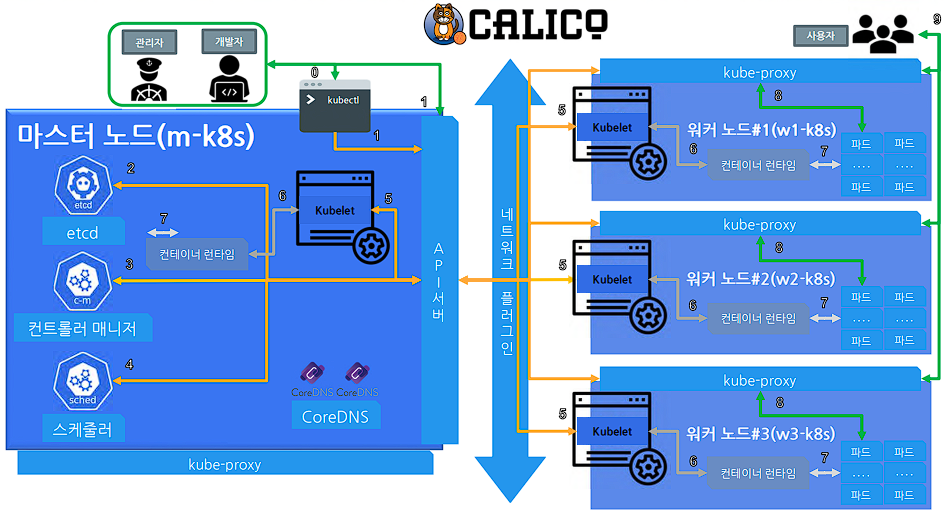 CALICO
관리자
개발자
사용자
9
0
kubectl
1
1
마스터 노드(m-k8s)
2
etcd
etcd
6
Kubelet
5
7
컨테이너 런타임
3
c-m
컨트롤러 매니저
4
sched
스케줄러
CoreDNS
CoreDNS
CoreDNS
API서버
kube-proxy
네트워크 플러그인
kube-proxy
8
5
Kubelet
워커 노드#1(w1-k8s)
6
컨테이너 런타임
7
파드
파드
....
....
파드
파드
kube-proxy
8
5
Kubelet
워커 노드#2(w2-k8s)
6
컨테이너 런타임
7
파드
파드
....
....
파드
파드
kube-proxy
8
5
Kubelet
워커 노드#3(w3-k8s)
6
컨테이너 런타임
7
파드
파드
....
....
파드
파드